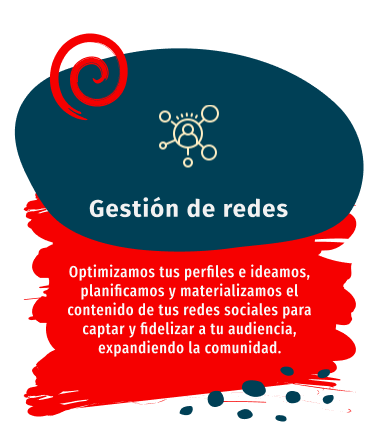 Gestión de redes
Optimizamos tus perfiles e ideamos,
planificamos y materializamos el
contenido de tus redes sociales para
captar y fidelizar a tu audiencia,
expandiendo la comunidad.